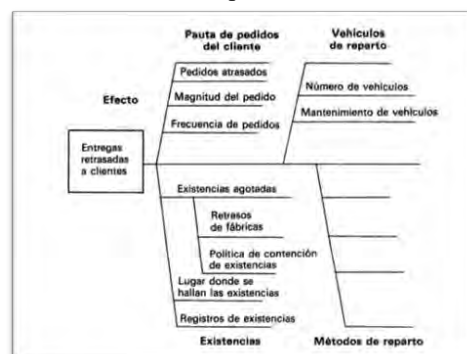 Pauta de pedidos
del cliente
Vehículos
de reparto
Pedidos atrasados
Efecto
Magnitud del pedido
Número de vehículos
Mantenimiento de vehículos
Frecuencia de pedidos
Entregas
retrasadas
a clientes
Existencias agotadas
Retrasos
de fábricas
Política de contención
de existencias
Lugar donde se
hallan las existencias
Registros de existencias
Existencias
Métodos de reparto